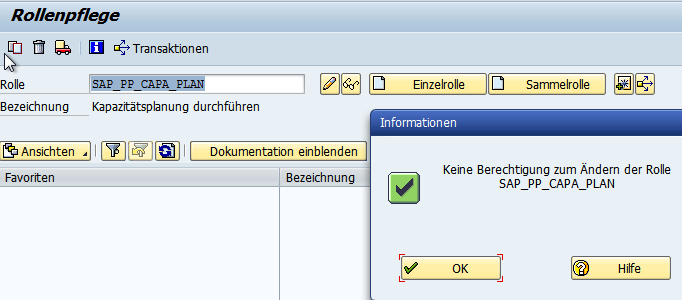 Rollenpflege
Transaktionen
Rolle SAP_PP_CAPA_PLAN Einzelrolle Sammelrolle
Bezeichnung Kapazitätsplanung durchführen
Informationen
Ansichten Dokumentation einblenden
Keine Berechtigung zum Ändern der Rolle
SAP_PP_CAPA_PLAN
Favoriten Bezeichnung
OK Hilfe